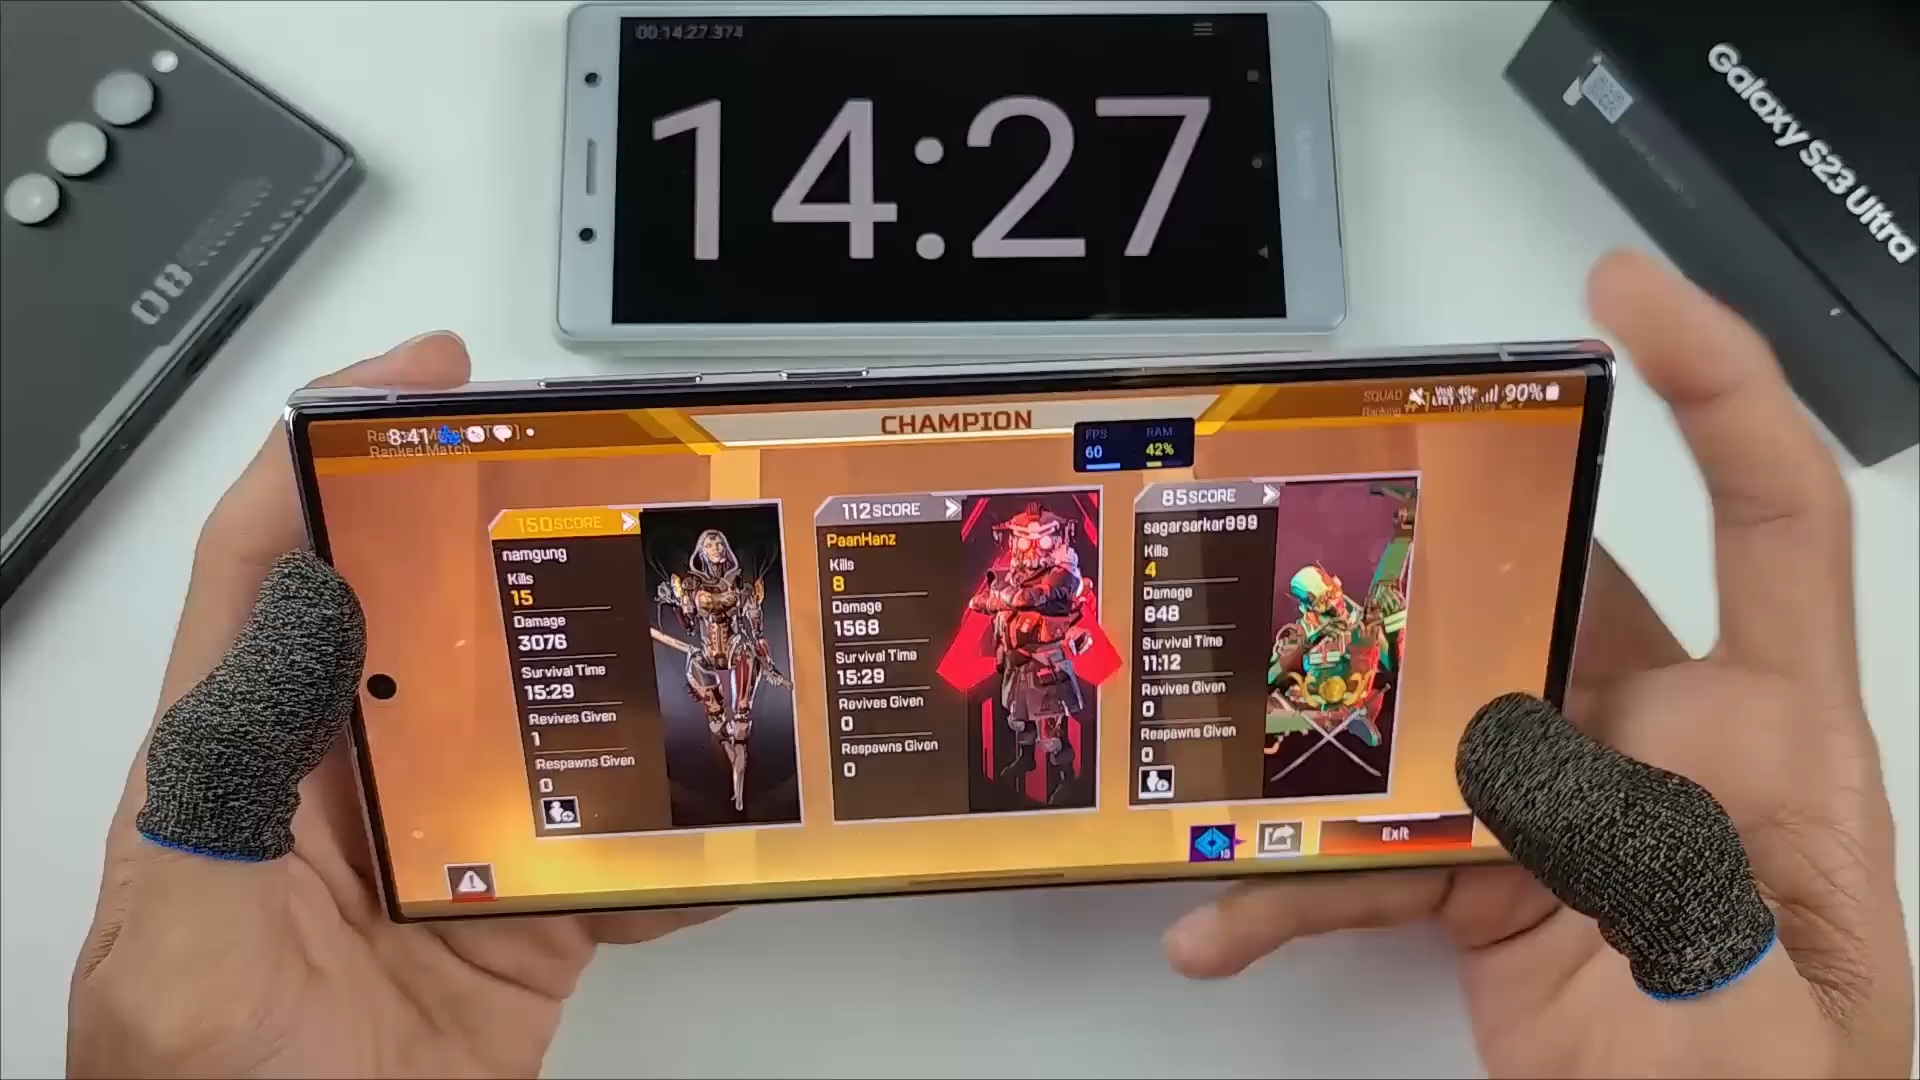 00:14:27.374
14:27
Galaxy S23 Ultra
08
8:41
Ranked Match
CHAMPION
SQUAD
90%
FPS
60
RAM
42%
150 SCORE
namgung
Kills
15
Damage
3076
Survival Time
15:29
Revives Given
1
Respawns Given
0
112 SCORE
PaanHanz
Kills
8
Damage
1568
Survival Time
15:29
Revives Given
0
Respawns Given
0
85 SCORE
sagarsarkar999
Kills
4
Damage
648
Survival Time
11:12
Revives Given
0
Respawns Given
0
15
Exit